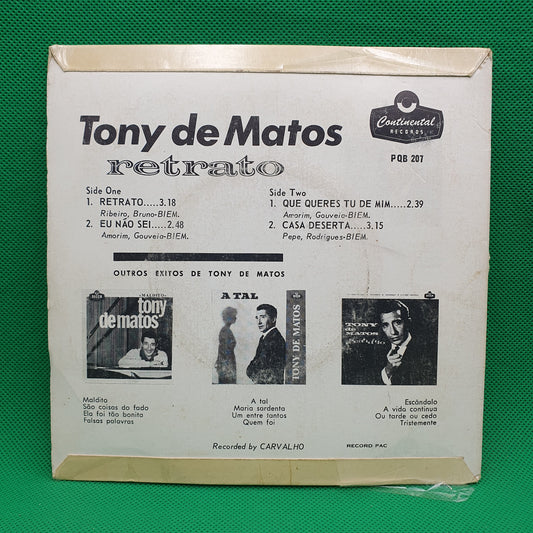 Continental
RECORDS
PQB 207
Tony de Matos
retrato
Side One
1. RETRATO.....3.18
Ribeiro, Bruno-BIEM.
2. EU NÃO SEI.....2.48
Amorim, Gouveia-BIEM.
Side Two
1. QUE QUERES TU DE MIM.....2.39
Amorim, Gouveia-BIEM.
2. CASA DESERTA....3.15
Pepe, Rodrigues-BIEM.
OUTROS EXITOS DE TONY DE MATOS
DECCA
«MALDITO»
tony
de matos
A TAL
TONY DE MATOS
TONY
de
MATOS
Escândalo
Maldito
São coisas do fado
Ela foi tão bonita
Falsas palavras
A tal
Maria sardenta
Um entre tantos
Quem foi
Escândalo
A vida continua
Ou tarde ou cedo
Tristemente
Recorded by CARVALHO
RECORD PAC